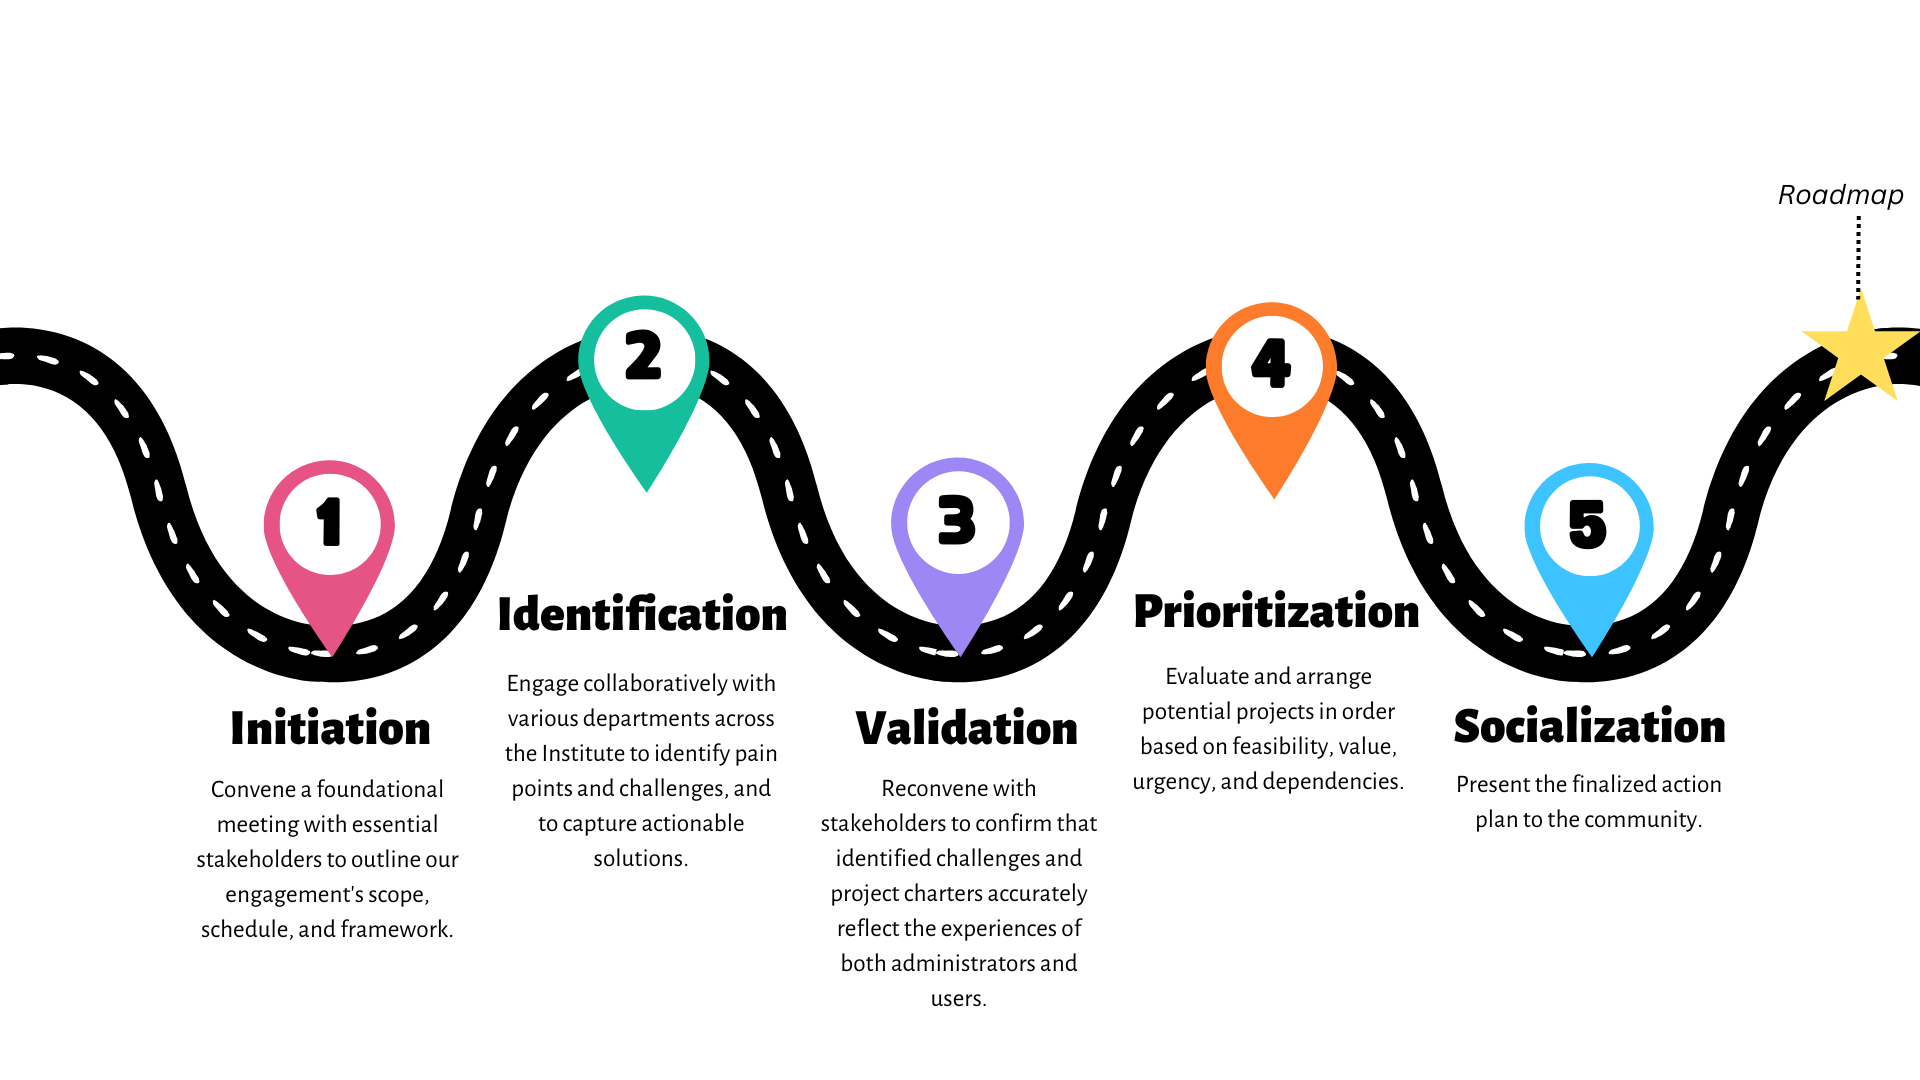 Roadmap
1
Initiation
Convene a foundational
meeting with essential
stakeholders to outline our
engagement's scope,
schedule, and framework.
2
Identification
Engage collaboratively with
various departments across
the Institute to identify pain
points and challenges, and
to capture actionable
solutions.
3
Validation
Reconvene with
stakeholders to confirm that
identified challenges and
project charters accurately
reflect the experiences of
both administrators and
users.
4
Prioritization
Evaluate and arrange
potential projects in order
based on feasibility, value,
urgency, and dependencies.
5
Socialization
Present the finalized action
plan to the community.